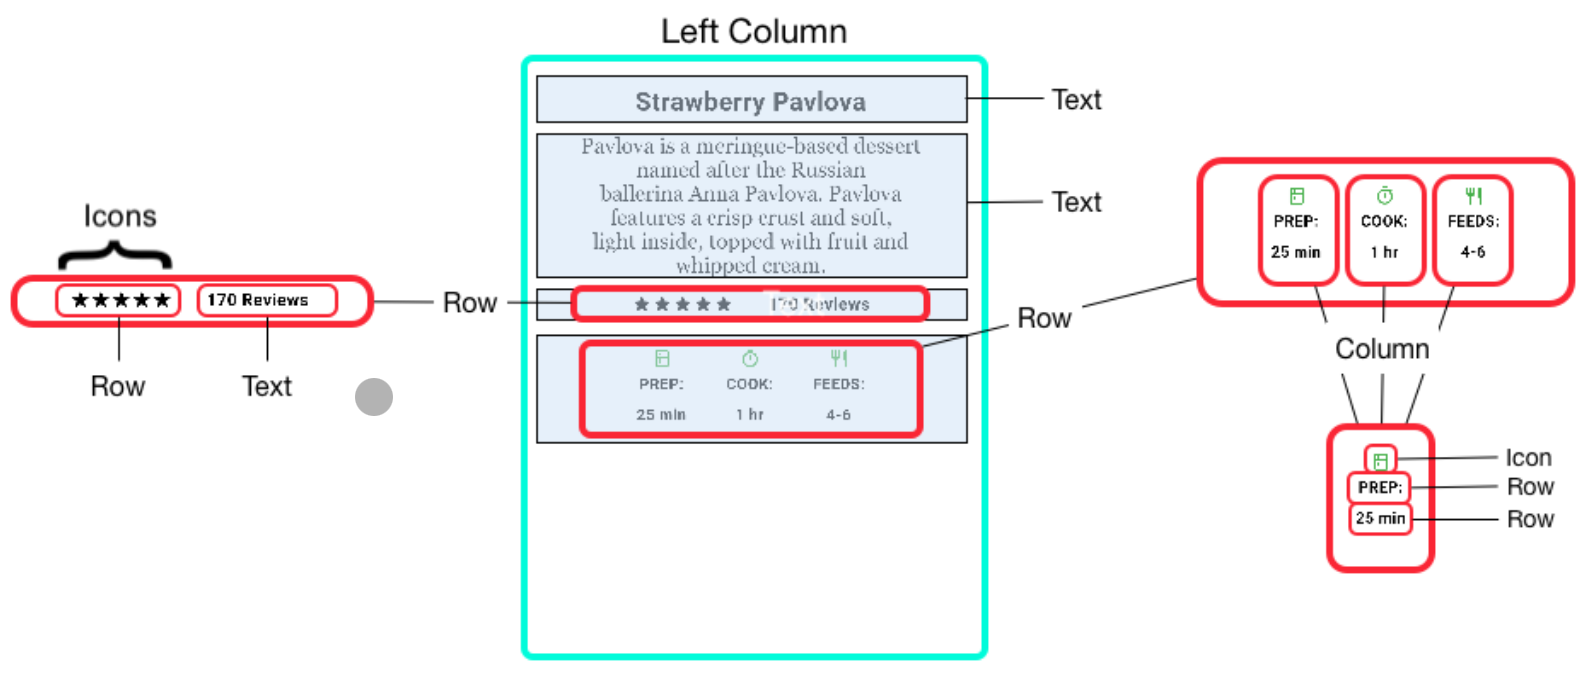 Left Column
Strawberry Pavlova
Text
Pavlova is a meringue-based dessert
named after the Russian
ballerina Anna Pavlova. Pavlova
features a crisp crust and soft,
light inside, topped with fruit and
whipped cream.
Text
Icons
★★★★★ 170 Reviews
Row
Text
Row
★★★★★ 170 Reviews
Text
Row
PREP: COOK: FEEDS:
25 min 1 hr 4-6
PREP: COOK: FEEDS:
25 min 1 hr 4-6
Column
PREP:
25 min
Icon
Row
Row